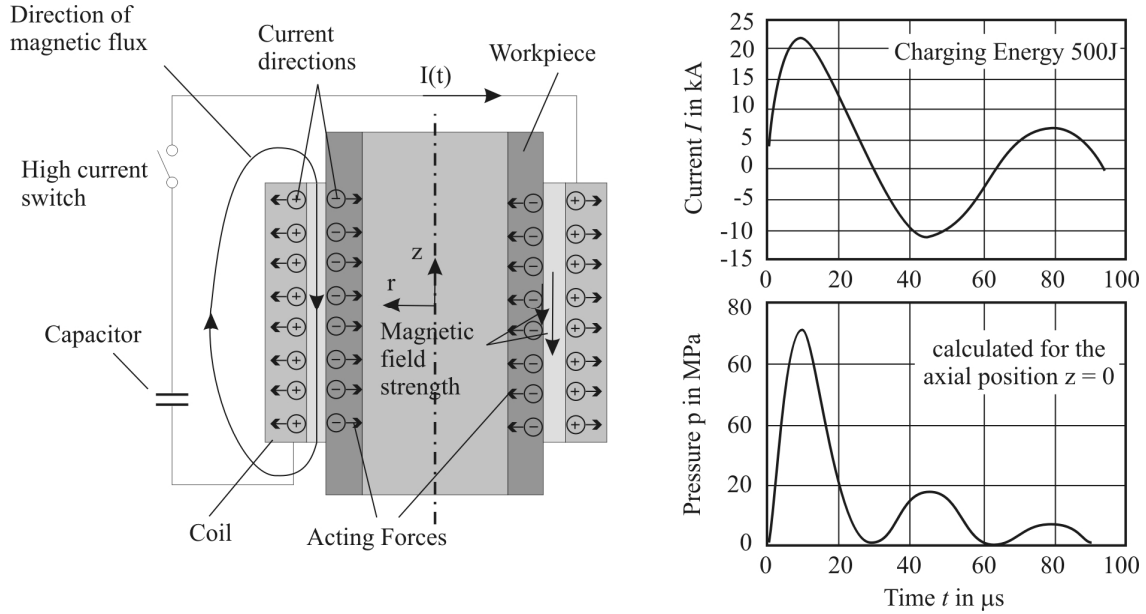 Direction of
magnetic flux
Current
directions
I(t)
Workpiece
High current
switch
z
r
Capacitor
Magnetic
field
strength
Coil
Acting Forces
Current I in kA
25
20
15
10
5
0
-5
-10
-15
Charging Energy 500J
0 20 40 60 80 100
Pressure p in MPa
80
60
60
20
0
calculated for the
axial position z = 0
0 20 40 60 80 100
Time t in μs